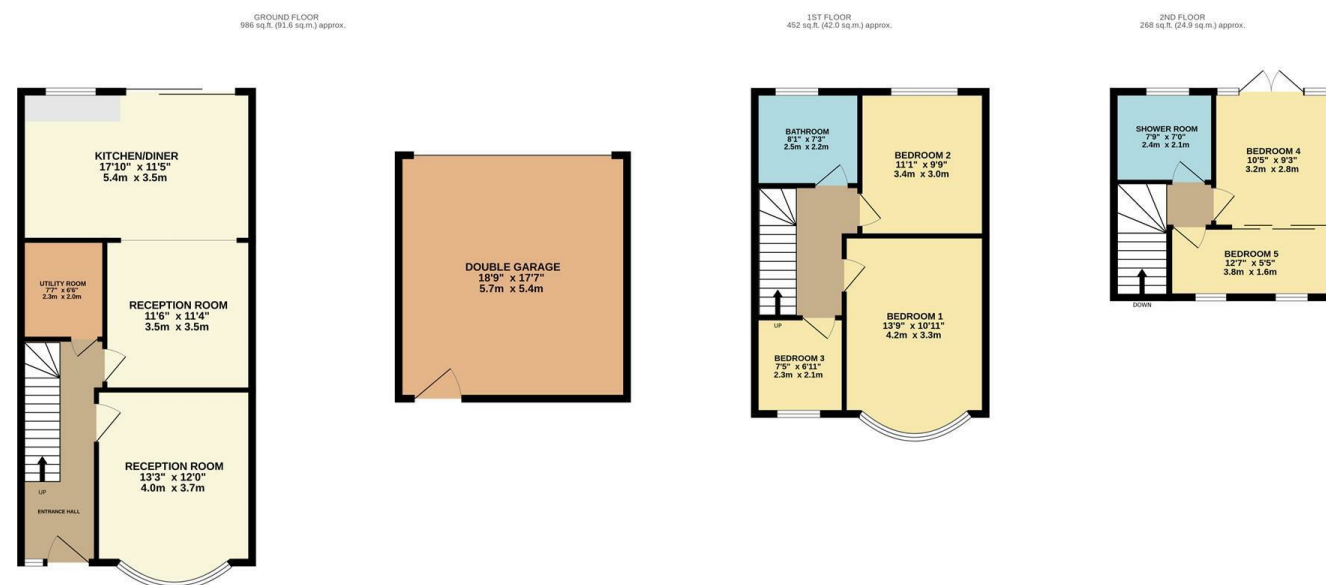 GROUND FLOOR
986 sq.ft. (91.6 sq.m.) approx.
KITCHEN/DINER
17'10" x 11'5"
5.4m x 3.5m
UTILITY ROOM
7'7" x 6'6"
2.3m x 2.0m
RECEPTION ROOM
11'6" x 11'4"
3.5m x 3.5m
RECEPTION ROOM
13'3" x 12'0"
4.0m x 3.7m
UP
ENTRANCE HALL
DOUBLE GARAGE
18'9" x 17'7"
5.7m x 5.4m
1ST FLOOR
452 sq.ft. (42.0 sq.m.) approx.
BATHROOM
8'1" x 7'3"
2.5m x 2.2m
BEDROOM 2
11'1" x 9'9"
3.4m x 3.0m
UP
BEDROOM 1
13'9" x 10'11"
4.2m x 3.3m
BEDROOM 3
7'5" x 6'11"
2.3m x 2.1m
2ND FLOOR
268 sq.ft. (24.9 sq.m.) approx.
SHOWER ROOM
7'9" x 7'0"
2.4m x 2.1m
BEDROOM 4
10'5" x 9'3"
3.2m x 2.8m
BEDROOM 5
12'7" x 5'5"
3.8m x 1.6m
DOWN